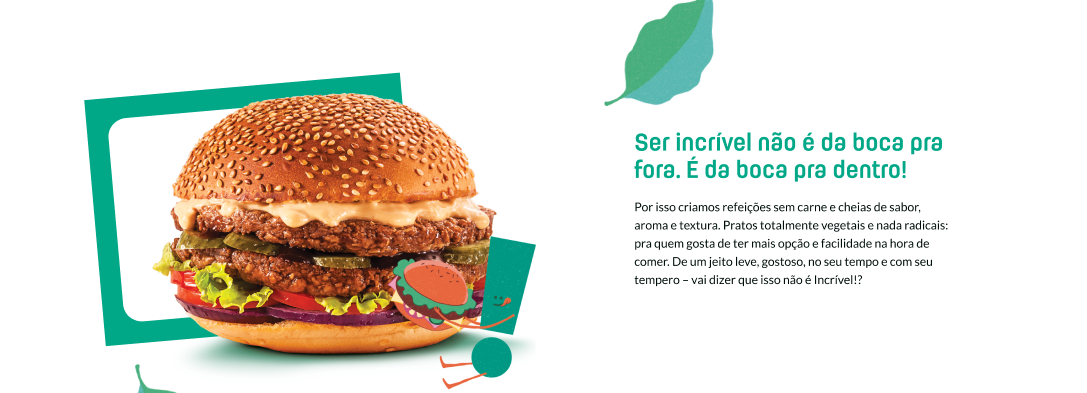 Ser incrível não é da boca pra
fora. É da boca pra dentro!
Por isso criamos refeições sem carne e cheias de sabor,
aroma e textura. Pratos totalmente vegetais e nada radicais:
pra quem gosta de ter mais opção e facilidade na hora de
comer. De um jeito leve, gostoso, no seu tempo e com seu
tempero – vai dizer que isso não é Incrível!?